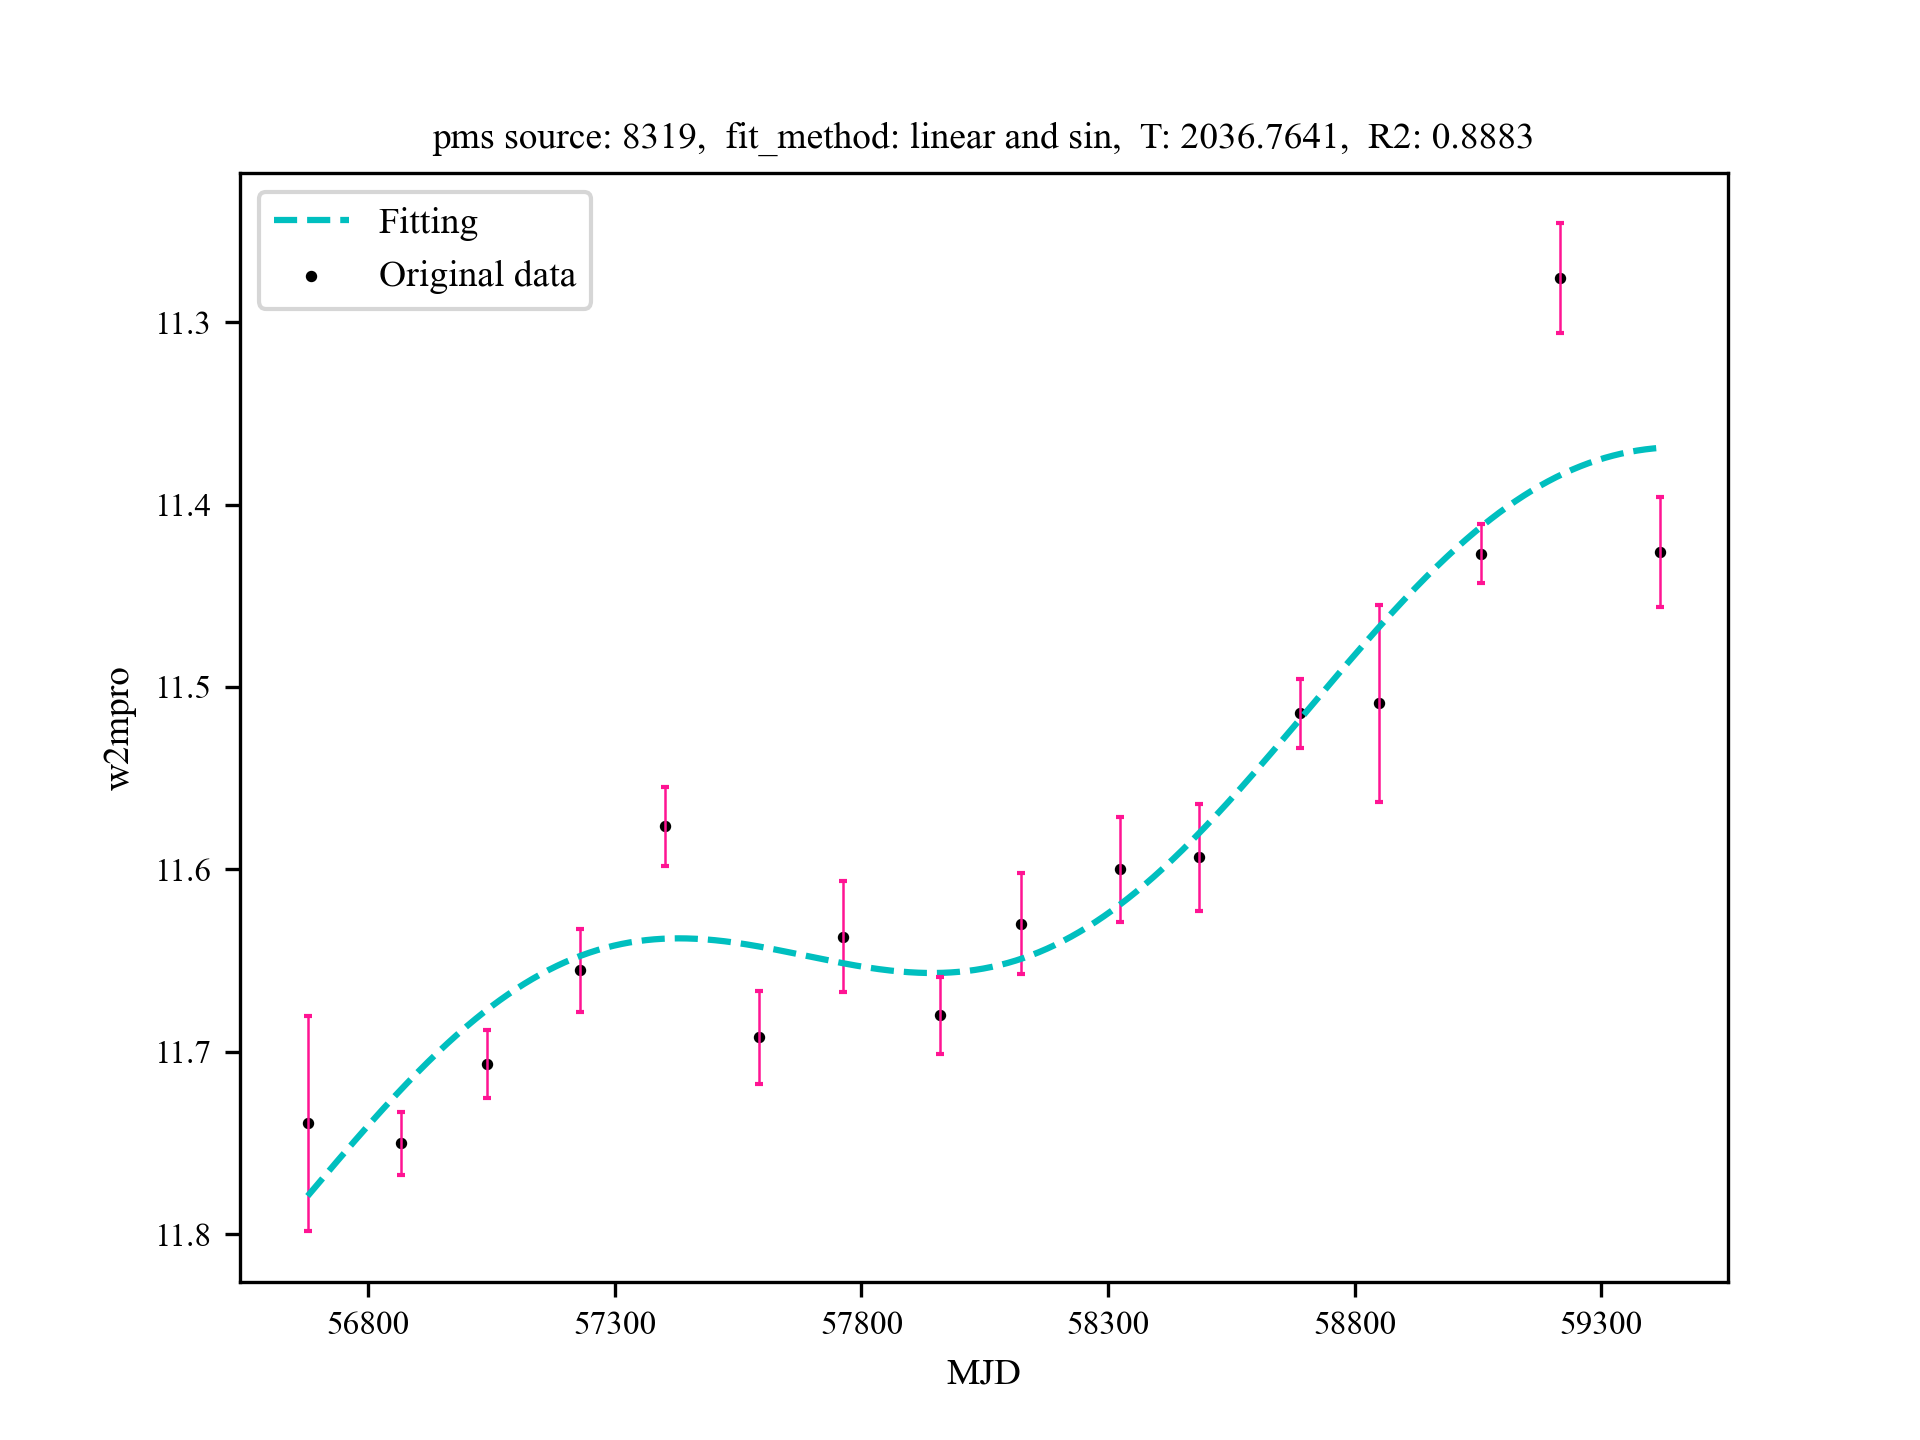 pms source: 8319,  fit_method: linear and sin,  T: 2036.7641,  R2: 0.8883
Fitting
Original data
11.3
11.4
11.5
11.6
11.7
11.8
w2mpro
56800
57300
57800
58300
58800
59300
MJD